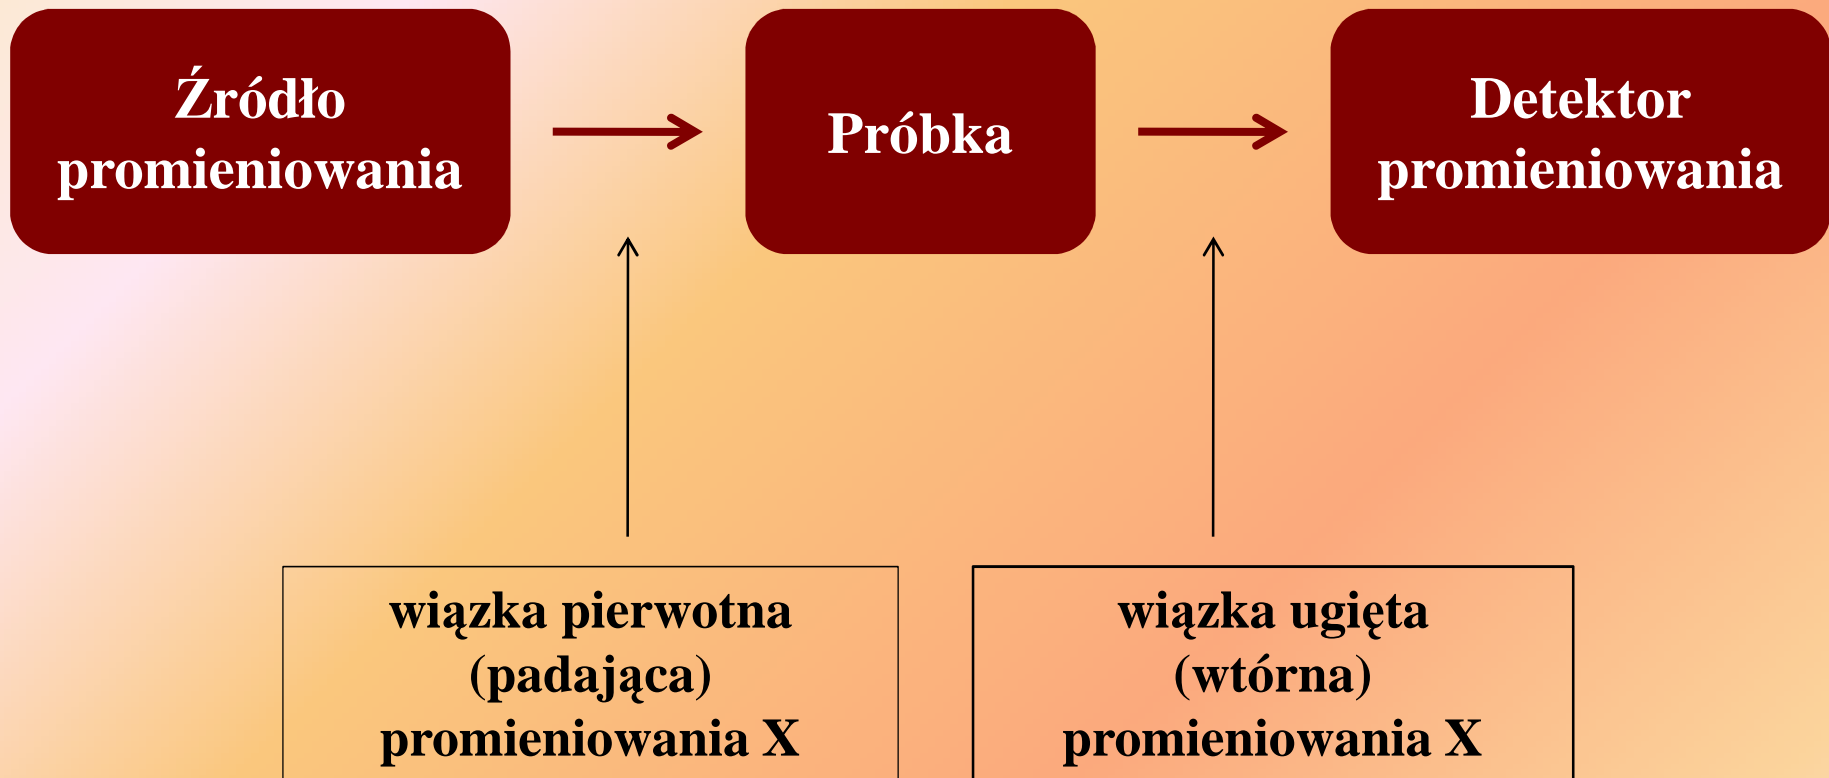 Źródło
promieniowania
Próbka
Detektor
promieniowania
wiązka pierwotna
(padająca)
promieniowania X
wiązka ugięta
(wtórna)
promieniowania X